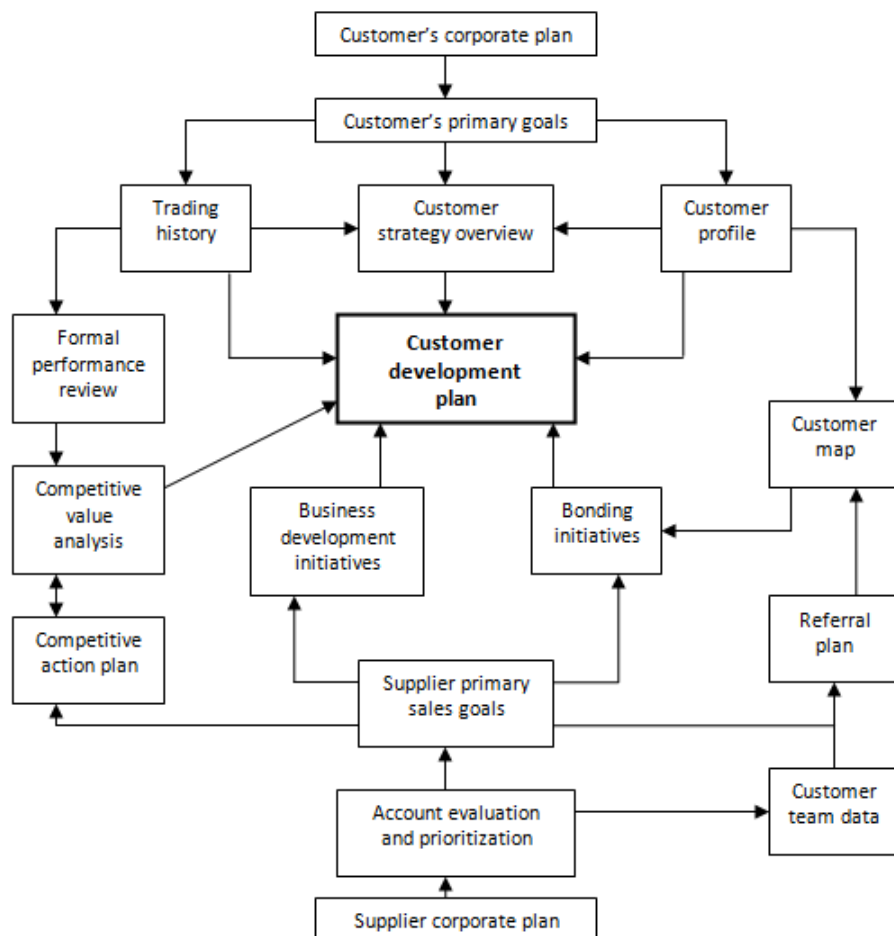 Customer's corporate plan
Customer's primary goals
Trading
history
Customer
strategy overview
Customer
profile
Formal
performance
review
Customer
development
plan
Customer
map
Competitive
value
analysis
Business
development
initiatives
Bonding
initiatives
Competitive
action plan
Referral
plan
Supplier primary
sales goals
Customer
team data
Account evaluation
and prioritization
Supplier corporate plan